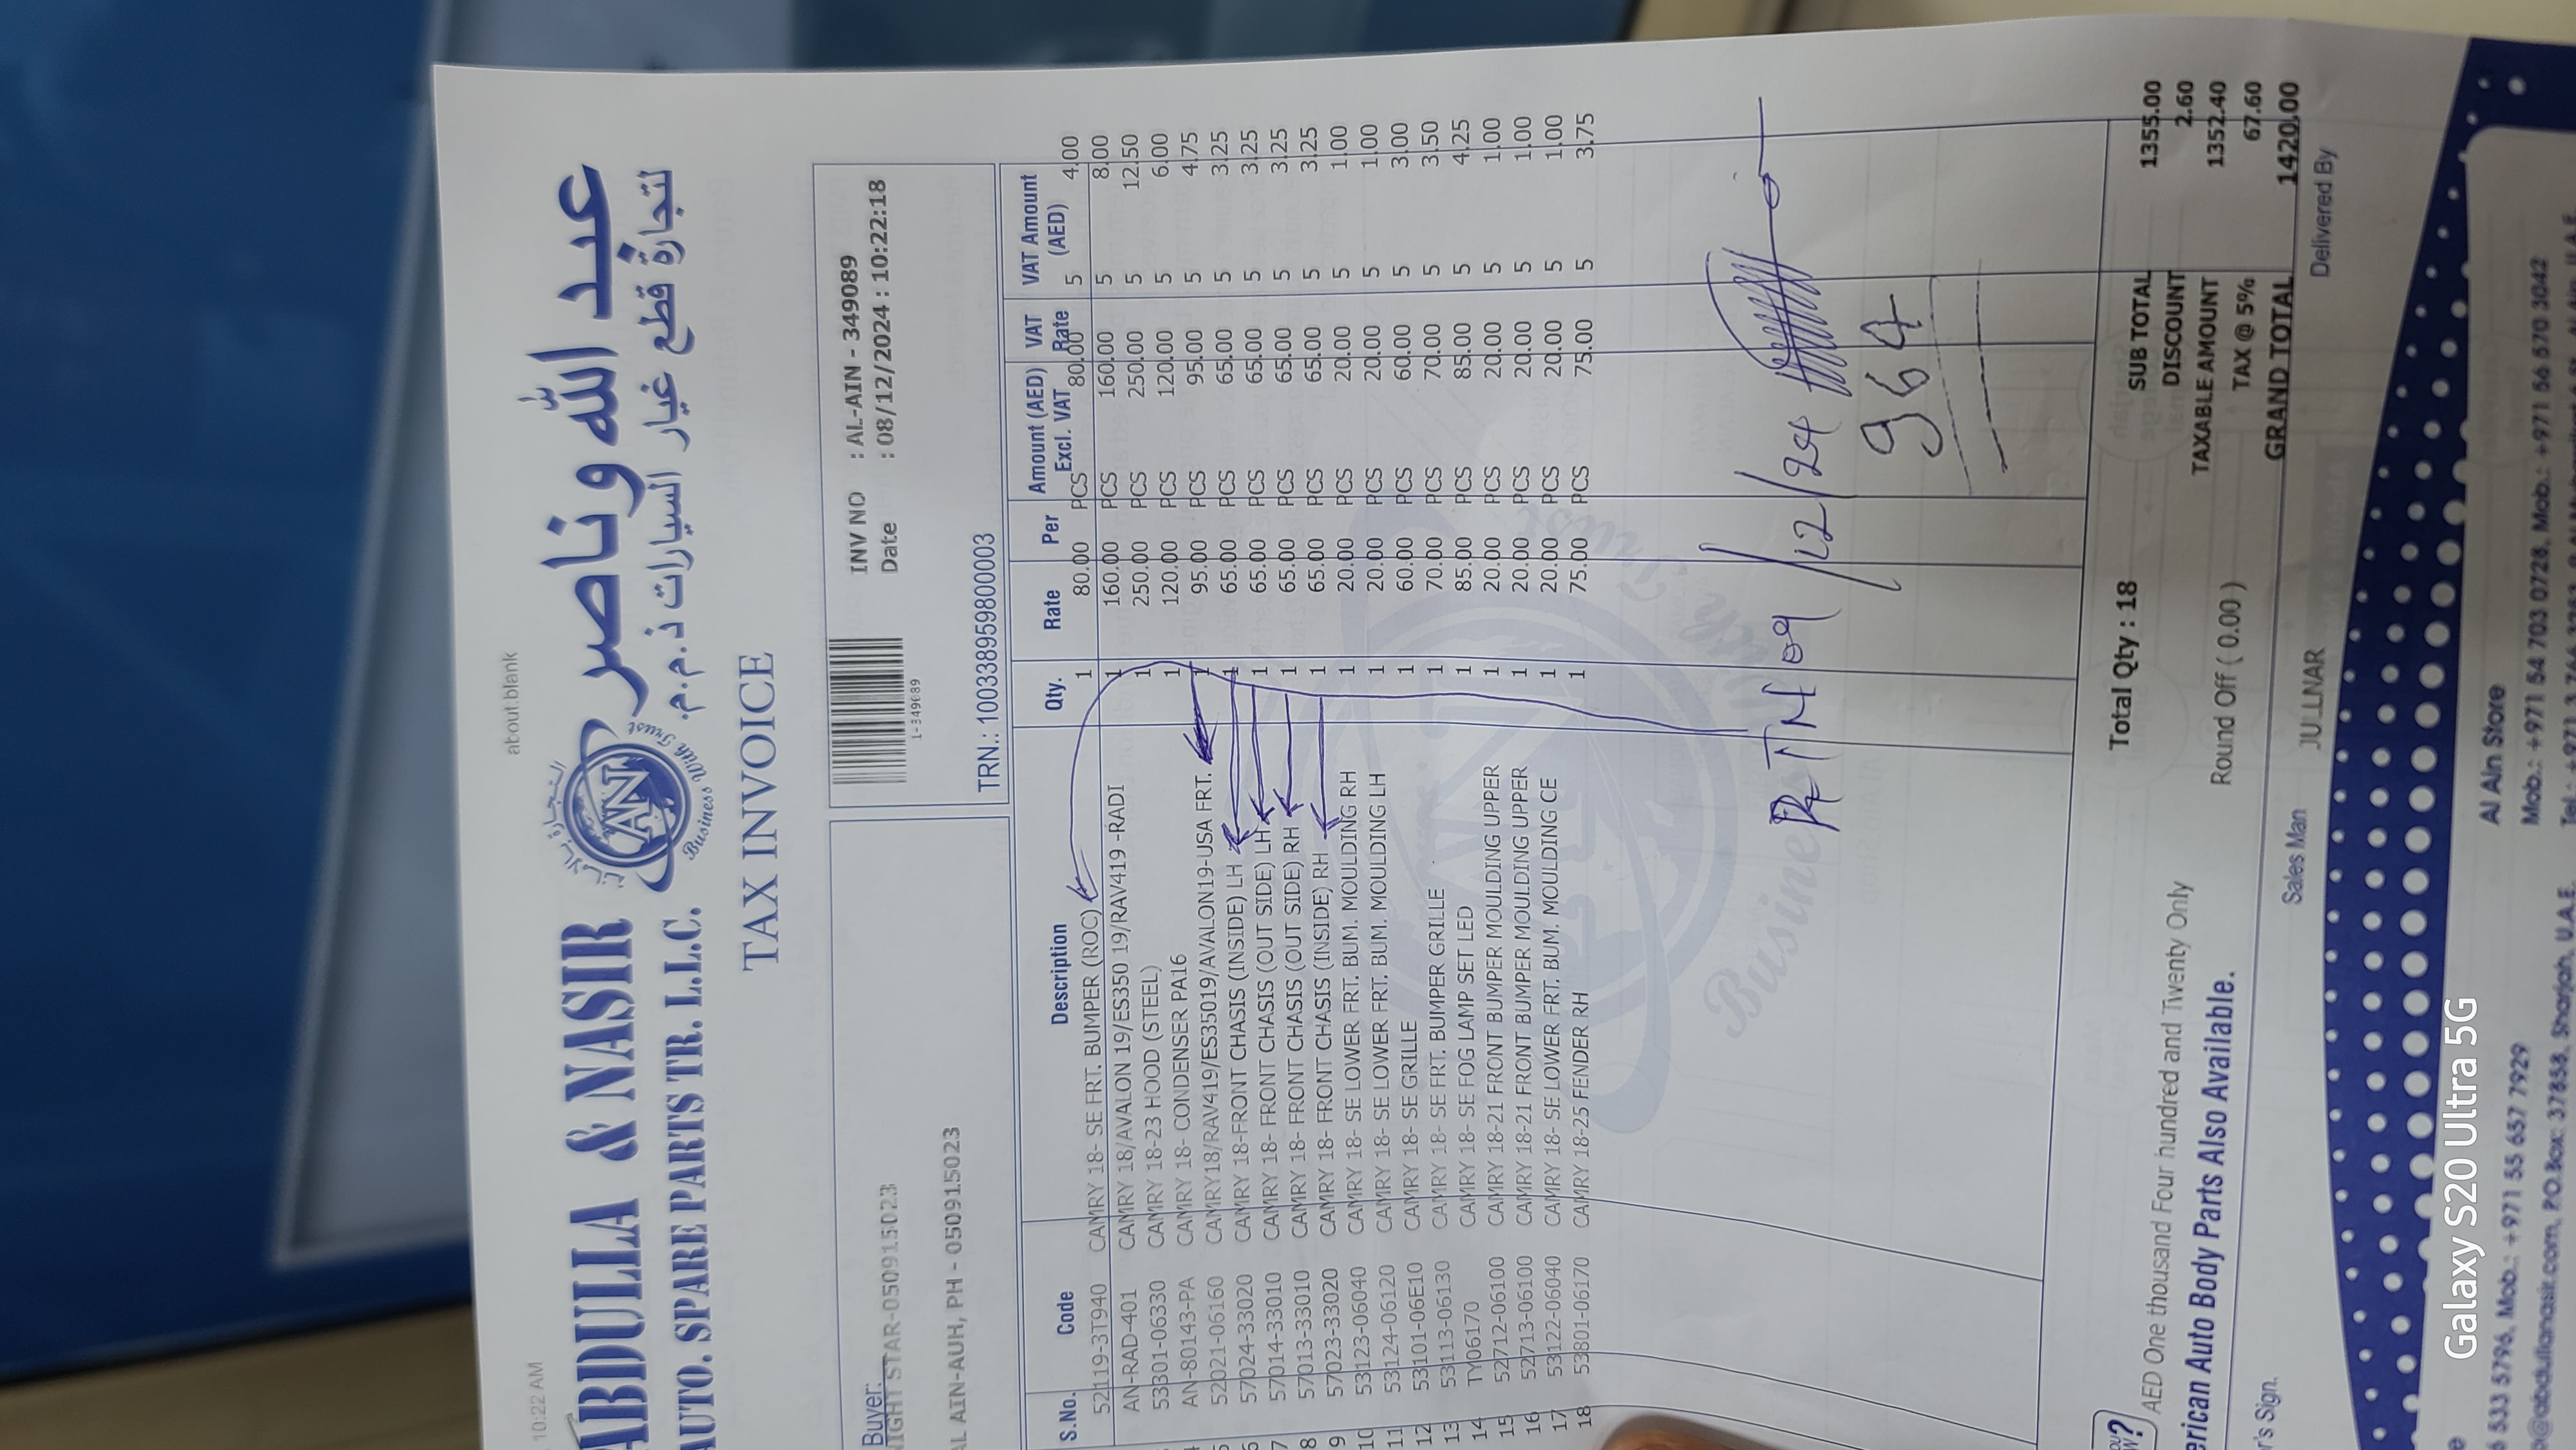 10:22 AM
about:blank
ABDULLA & NASIR
AUTO. SPARE PARTS TR. L.L.C.
AN
Business With Trust
عبد الله وناصر
لتجارة قطع غيار السيارات ذ.م.م.
TAX INVOICE
Buyer:
NIGHT STAR-050915023
AL AIN-AUH, PH - 050915023
1-349089
INV NO : AL-AIN - 349089
Date : 08/12/2024 : 10:22:18
TRN.: 100338959800003
S.No. Code Description Qty. Rate Per Amount (AED) Excl. VAT VAT Rate VAT Amount (AED)
52119-3T940 CAMRY 18- SE FRT. BUMPER (ROC) 1 80.00 PCS 80.00 5 4.00
AN-RAD-401 CAMRY 18/AVALON 19/ES350 19/RAV419 -RADI 1 160.00 PCS 160.00 5 8.00
53301-06330 CAMRY 18-23 HOOD (STEEL) 1 250.00 PCS 250.00 5 12.50
AN-80143-PA CAMRY 18- CONDENSER PA16 1 120.00 PCS 120.00 5 6.00
52021-06160 CAMRY18/RAV419/ES35019/AVALON19-USA FRT. 1 95.00 PCS 95.00 5 4.75
6 57024-33020 CAMRY 18-FRONT CHASIS (INSIDE) LH 1 65.00 PCS 65.00 5 3.25
7 57014-33010 CAMRY 18- FRONT CHASIS (OUT SIDE) LH 1 65.00 PCS 65.00 5 3.25
8 57013-33010 CAMRY 18- FRONT CHASIS (OUT SIDE) RH 1 65.00 PCS 65.00 5 3.25
9 57023-33020 CAMRY 18- FRONT CHASIS (INSIDE) RH 1 65.00 PCS 65.00 5 3.25
10 53123-06040 CAMRY 18- SE LOWER FRT. BUM. MOULDING RH 1 20.00 PCS 20.00 5 1.00
11 53124-06120 CAMRY 18- SE LOWER FRT. BUM. MOULDING LH 1 20.00 PCS 20.00 5 1.00
12 53101-06E10 CAMRY 18- SE GRILLE 1 60.00 PCS 60.00 5 3.00
13 53113-06130 CAMRY 18- SE FRT. BUMPER GRILLE 1 70.00 PCS 70.00 5 3.50
14 TY06170 CAMRY 18- SE FOG LAMP SET LED 1 85.00 PCS 85.00 5 4.25
15 52712-06100 CAMRY 18-21 FRONT BUMPER MOULDING UPPER 1 20.00 PCS 20.00 5 1.00
16 52713-06100 CAMRY 18-21 FRONT BUMPER MOULDING UPPER 1 20.00 PCS 20.00 5 1.00
17 53122-06040 CAMRY 18- SE LOWER FRT. BUM. MOULDING CE 1 20.00 PCS 20.00 5 1.00
18 53801-06170 CAMRY 18-25 FENDER RH 1 75.00 PCS 75.00 5 3.75
RTN 09/12/24
964
Total Qty : 18
SUB TOTAL 1355.00
DISCOUNT 2.60
TAXABLE AMOUNT 1352.40
TAX @ 5% 67.60
GRAND TOTAL 1420.00
AED One thousand Four hundred and Twenty Only
Round Off ( 0.00 )
erican Auto Body Parts Also Available.
r's Sign.
Sales Man JULLNAR
Delivered By
Al Ain Store
533 5796, Mob.: +971 55 657 7929
Mob.: +971 54 703 0728, Mob.: +971 56 570 3042
@abdullanasir.com, P.O.Box: 37858, Sharjah, U.A.E.
Galaxy S20 Ultra 5G